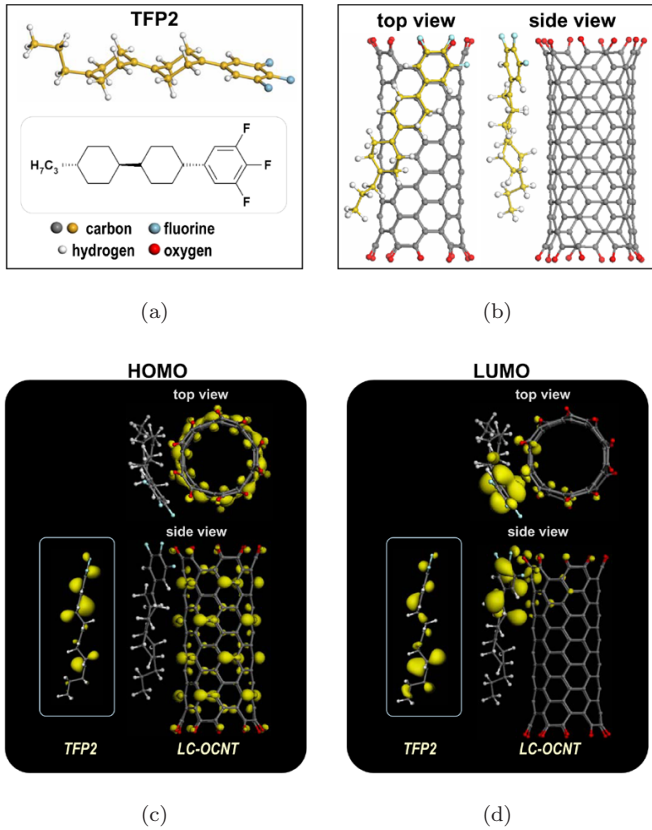 TFP2
H₇C₃
F
F
F
carbon
fluorine
hydrogen
oxygen
top view
side view
(a)
(b)
HOMO
top view
side view
TFP2
LC-OCNT
LUMO
top view
side view
TFP2
LC-OCNT
(c)
(d)